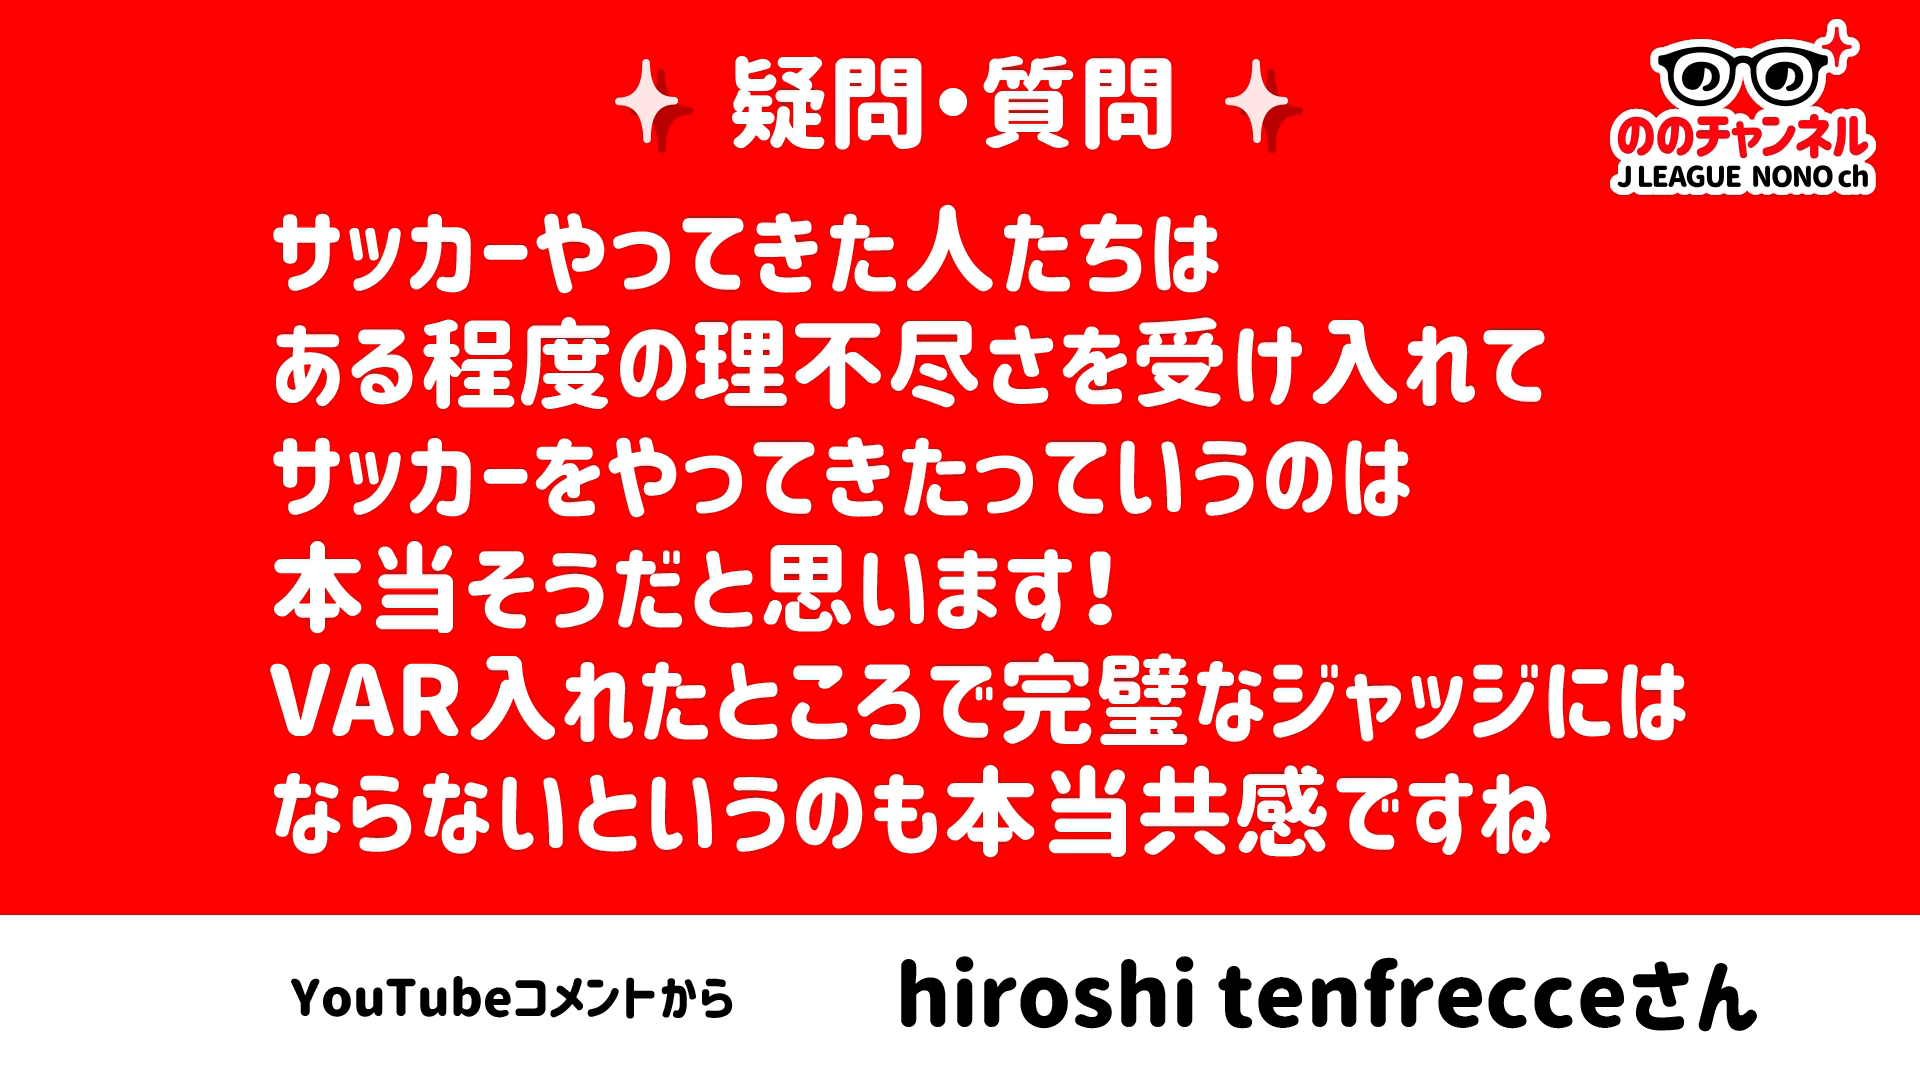 疑問・質問
のの
ののチャンネル
J LEAGUE NONO ch
サッカーやってきた人たちは
ある程度の理不尽さを受け入れて
サッカーをやってきたっていうのは
本当そうだと思います!
VAR入れたところで完璧なジャッジには
ならないというのも本当共感ですね
YouTubeコメントから
hiroshi tenfrecceさん